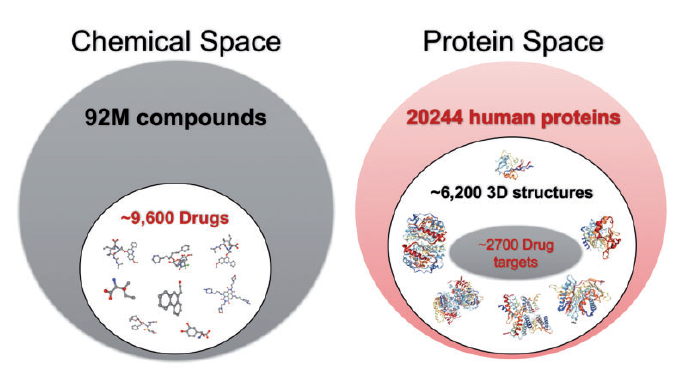 Chemical Space
Protein Space
92M compounds
~9,600 Drugs
20244 human proteins
~6,200 3D structures
~2700 Drug
targets